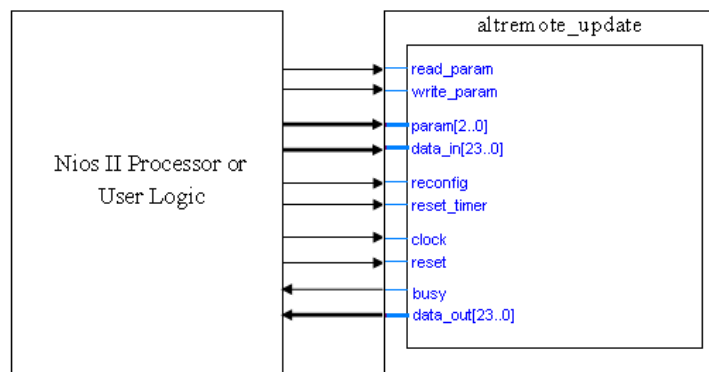 altremote_update
read_param
write_param
param[2..0]
data_in[23..0]
Nios II Processor or
User Logic
reconfig
reset_timer
clock
reset
busy
data_out[23..0]